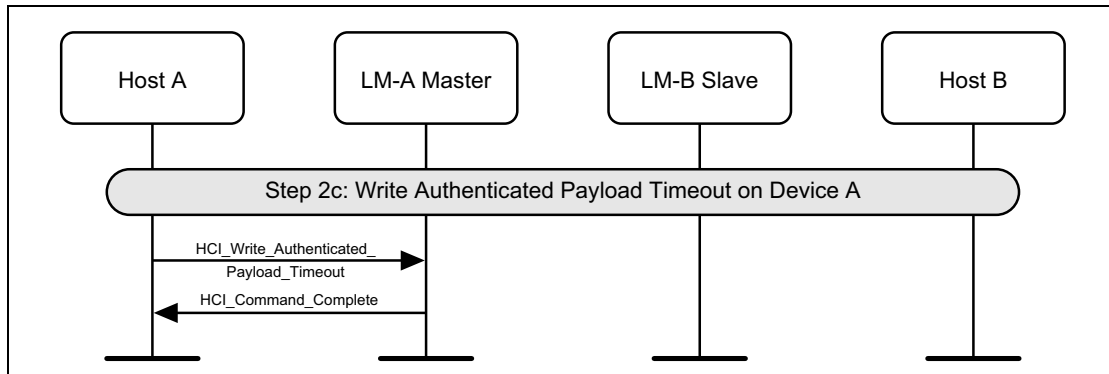 Host A
LM-A Master
LM-B Slave
Host B
Step 2c: Write Authenticated Payload Timeout on Device A
HCI_Write_Authenticated_
Payload_Timeout
HCI_Command_Complete